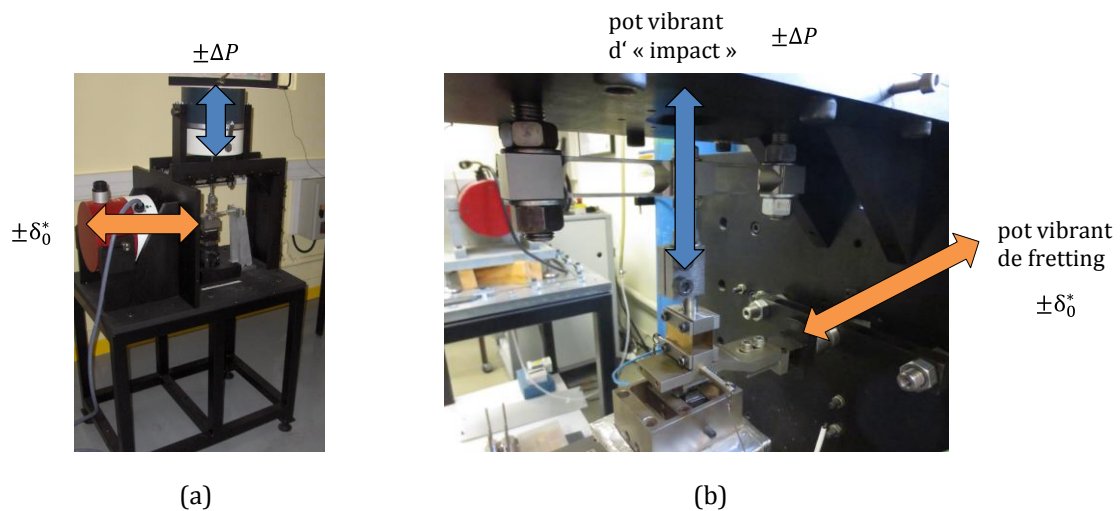 ±ΔP
±δ₀*
(a)
pot vibrant
d‘ « impact »
±ΔP
pot vibrant
de fretting
±δ₀*
(b)